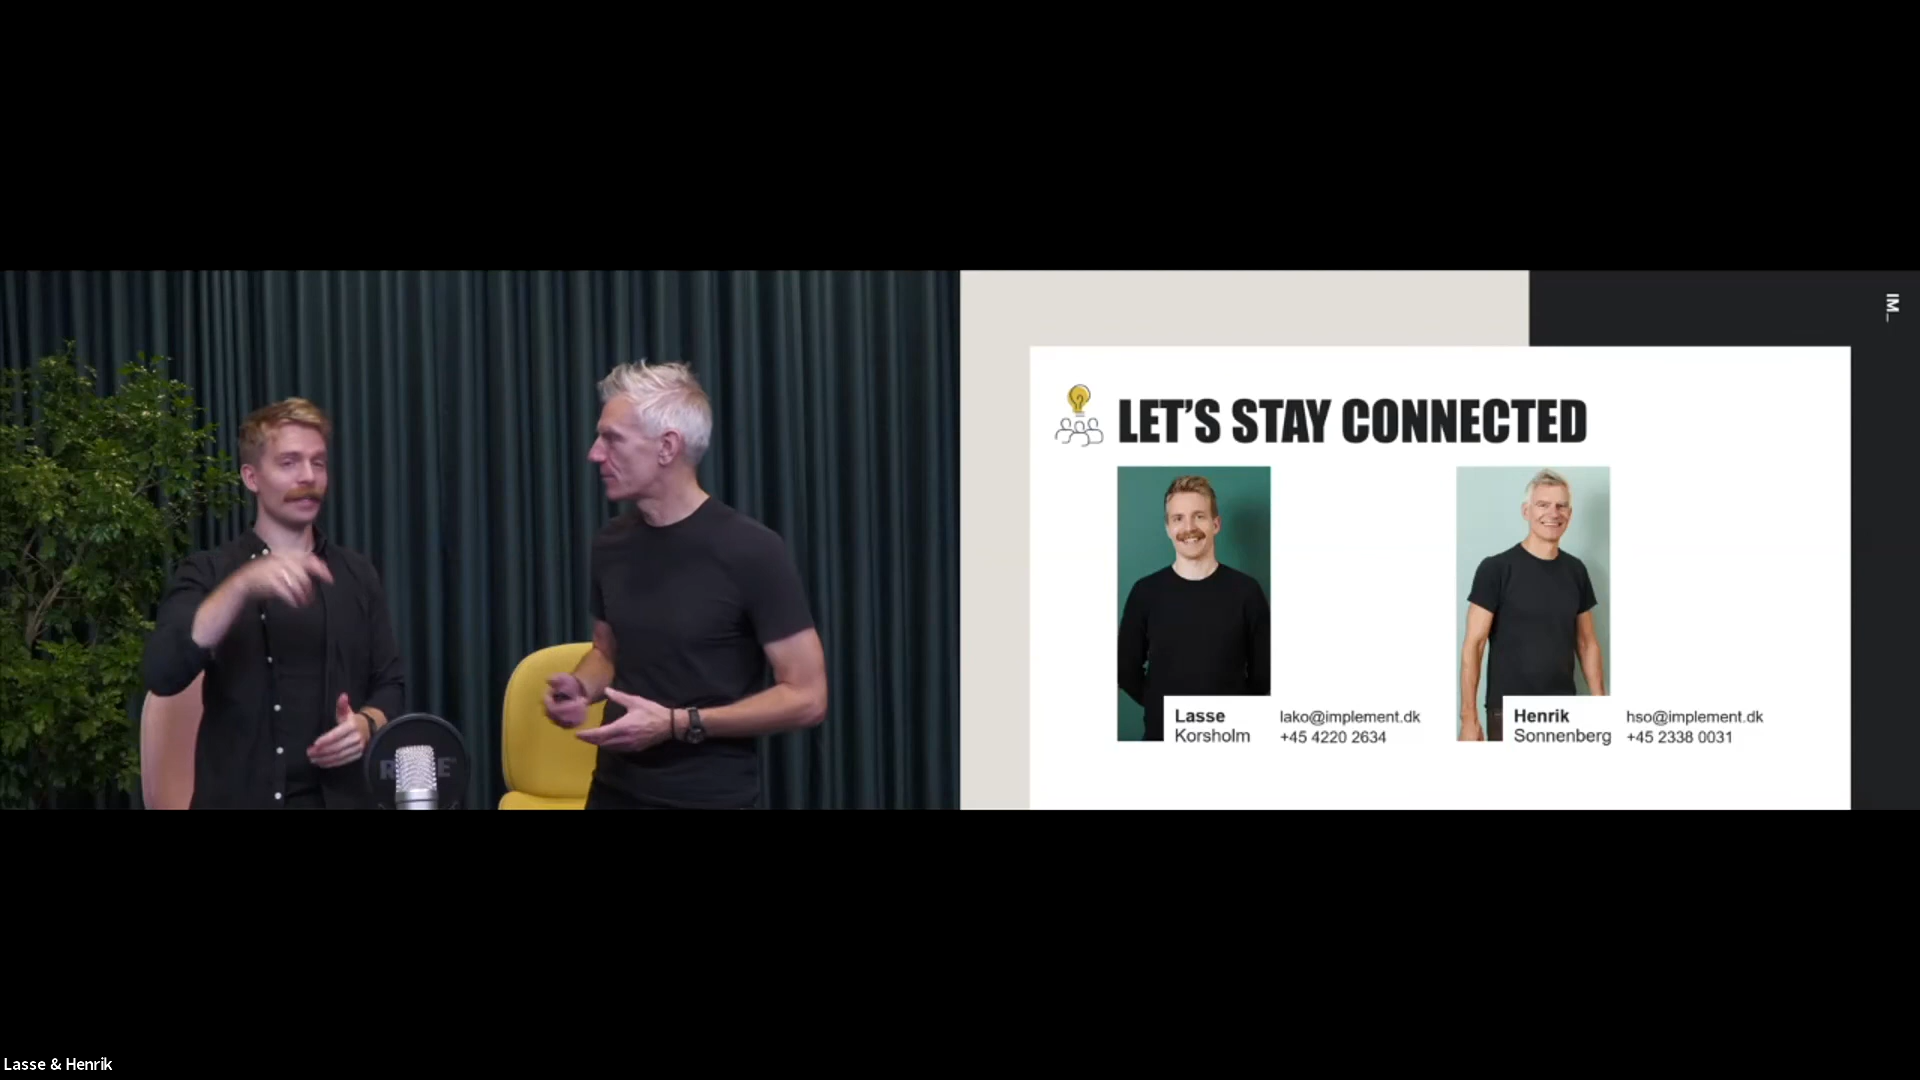 IM_
LET'S STAY CONNECTED
Lasse
Korsholm
lako@implement.dk
+45 4220 2634
Henrik
Sonnenberg
hso@implement.dk
+45 2338 0031
Lasse & Henrik